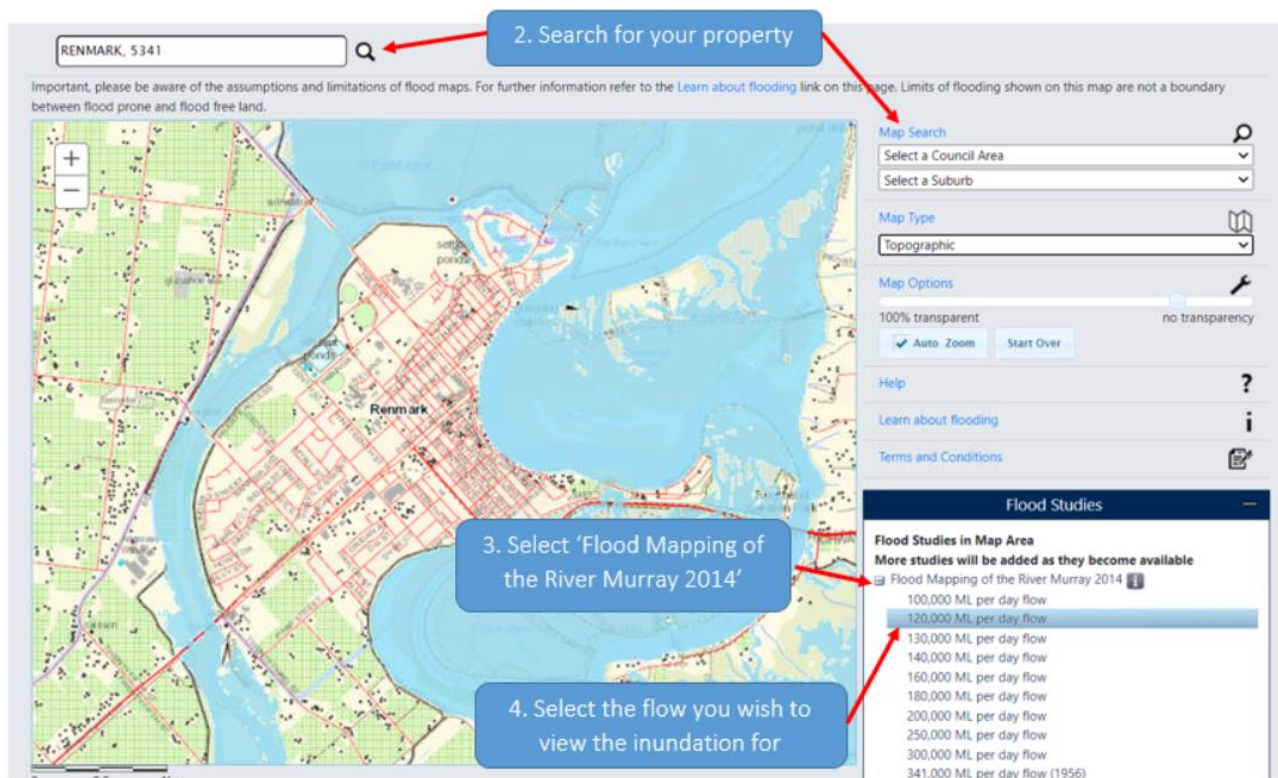 2. Search for your property
RENMARK, 5341
Important, please be aware of the assumptions and limitations of flood maps. For further information refer to the Learn about flooding link on this page. Limits of flooding shown on this map are not a boundary
between flood prone and flood free land.
+
−
settle
ponds
ponds
Renmark
Map Search
Select a Council Area
Select a Suburb
Map Type
Topographic
Map Options
100% transparent
no transparency
Auto Zoom
Start Over
Help
?
Learn about flooding
i
Terms and Conditions
Flood Studies
Flood Studies in Map Area
More studies will be added as they become available
Flood Mapping of the River Murray 2014
100,000 ML per day flow
120,000 ML per day flow
130,000 ML per day flow
140,000 ML per day flow
160,000 ML per day flow
180,000 ML per day flow
200,000 ML per day flow
250,000 ML per day flow
300,000 ML per day flow
341,000 ML per day flow (1956)
3. Select ‘Flood Mapping of
the River Murray 2014’
4. Select the flow you wish to
view the inundation for